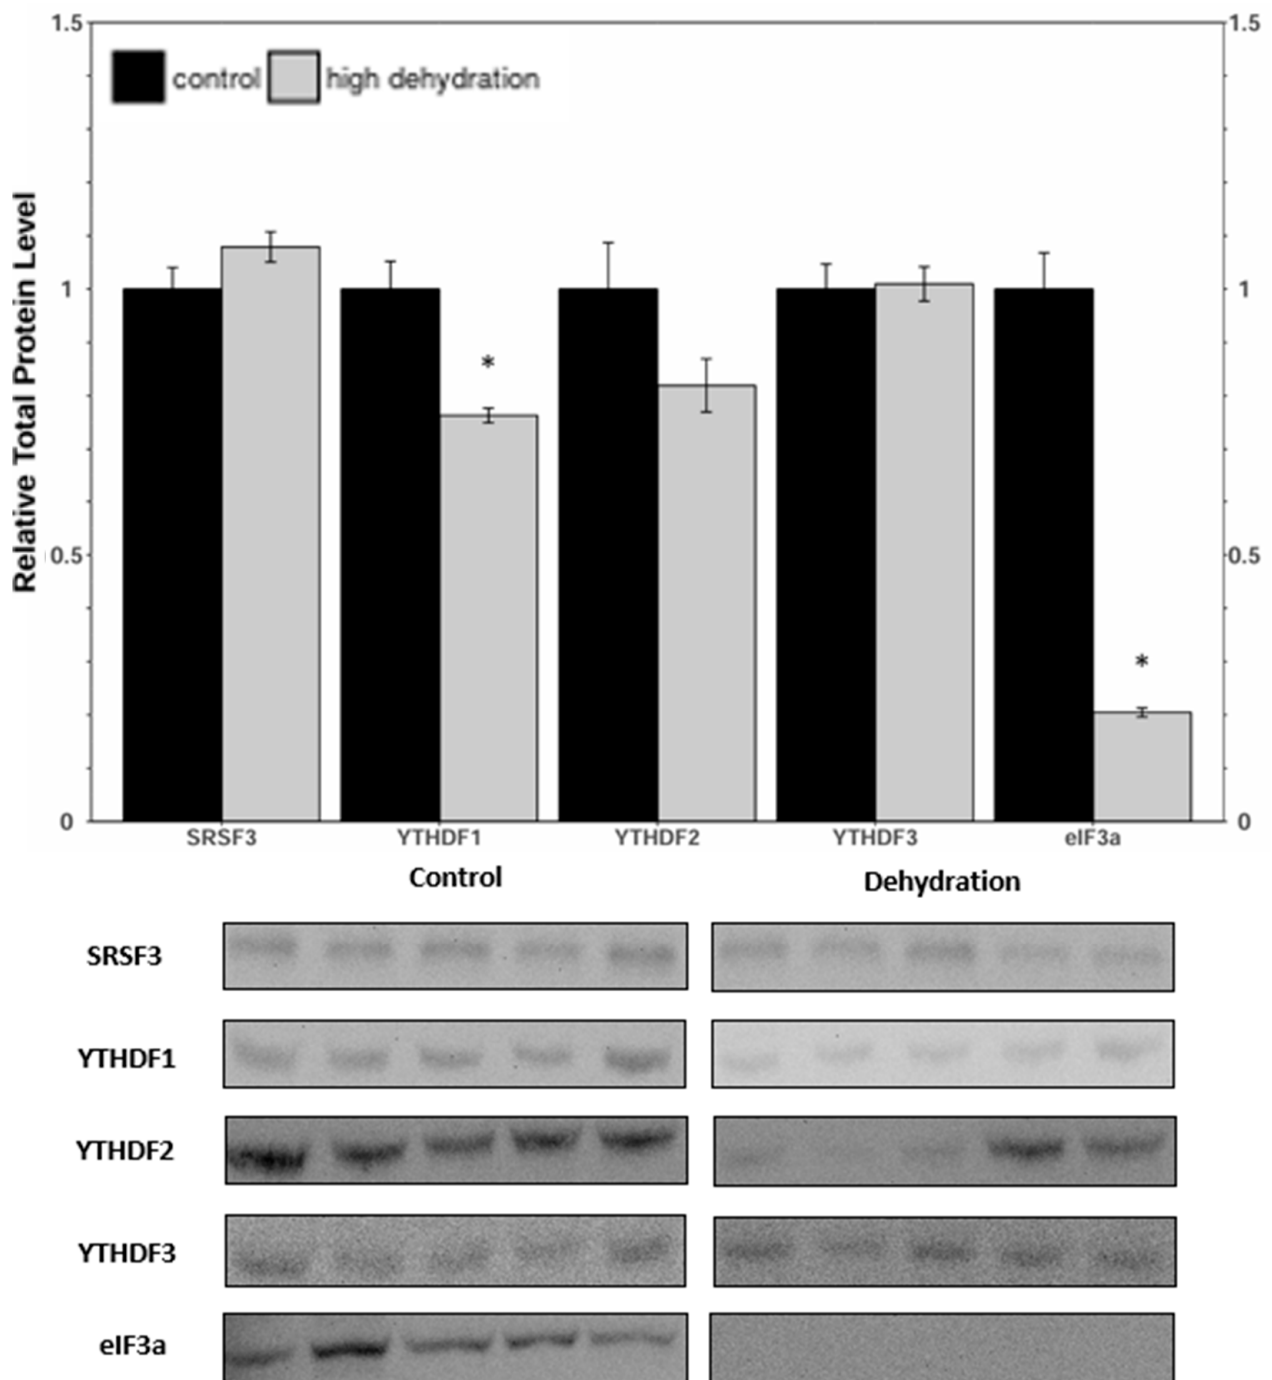 1.5 1.5
control high dehydration
Relative Total Protein Level
1 1
*
0.5 0.5
*
0 0
SRSF3 YTHDF1 YTHDF2 YTHDF3 eIF3a
Control Dehydration
SRSF3
YTHDF1
YTHDF2
YTHDF3
eIF3a